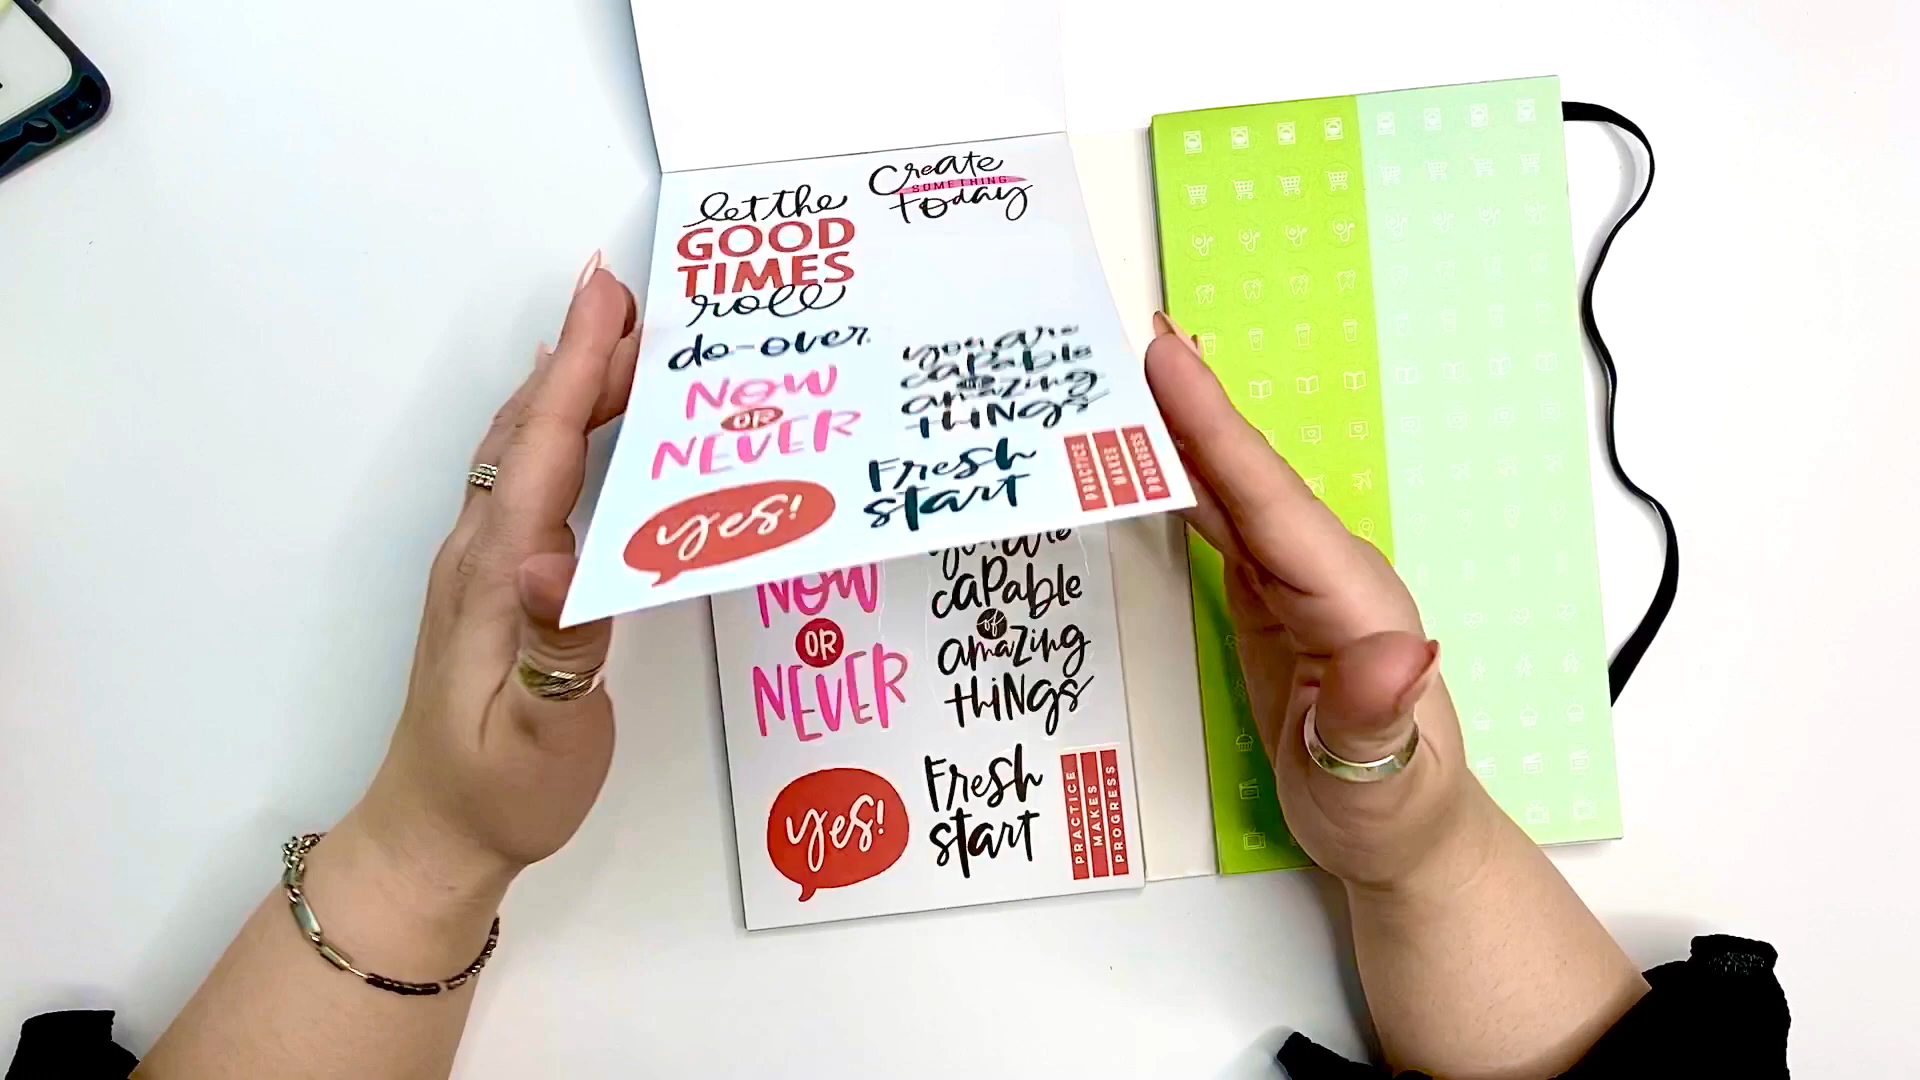 let the
GOOD
TIMES
roll
Create
SOMETHING
today
do-over
NOW
OR
NEVER
you are
capable
of
amazing
things
yes!
Fresh
start
PRACTICE
MAKES
PROGRESS
NOW
OR
NEVER
you are
capable
of
amazing
things
yes!
Fresh
start
PRACTICE
MAKES
PROGRESS